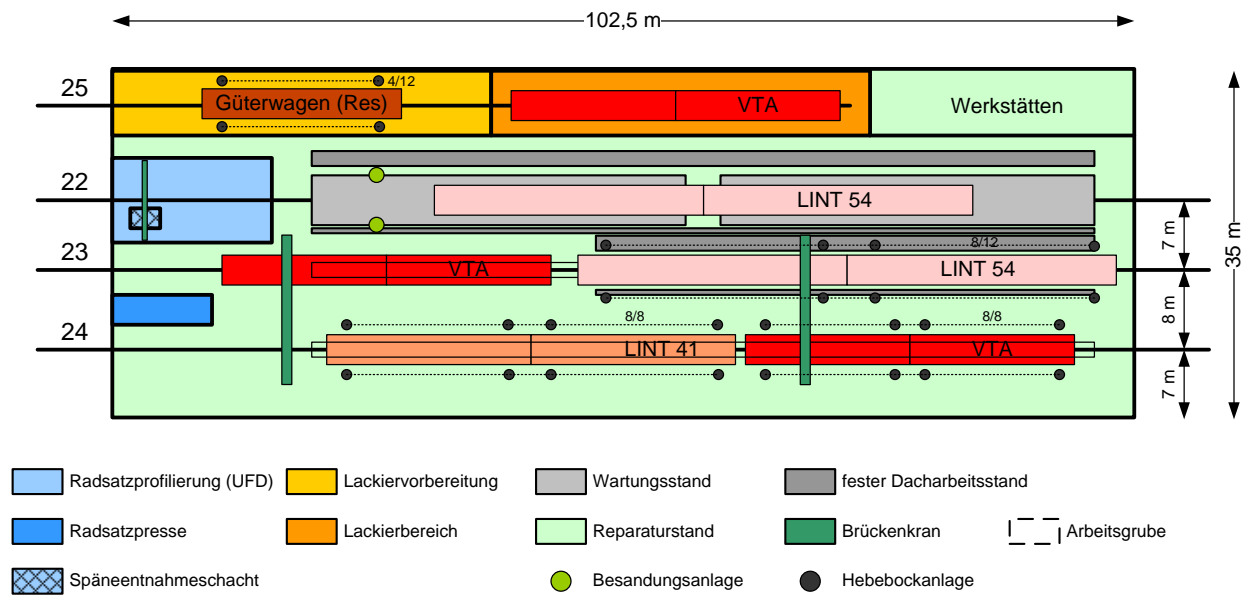 102,5 m
25
4/12
Güterwagen (Res)
VTA
Werkstätten
22
LINT 54
7 m
35 m
8/12
23
VTA
LINT 54
8 m
8/8
8/8
24
LINT 41
VTA
7 m
Radsatzprofilierung (UFD)
Lackiervorbereitung
Wartungsstand
fester Dacharbeitsstand
Radsatzpresse
Lackierbereich
Reparaturstand
Brückenkran
Arbeitsgrube
Späneentnahmeschacht
Besandungsanlage
Hebebockanlage